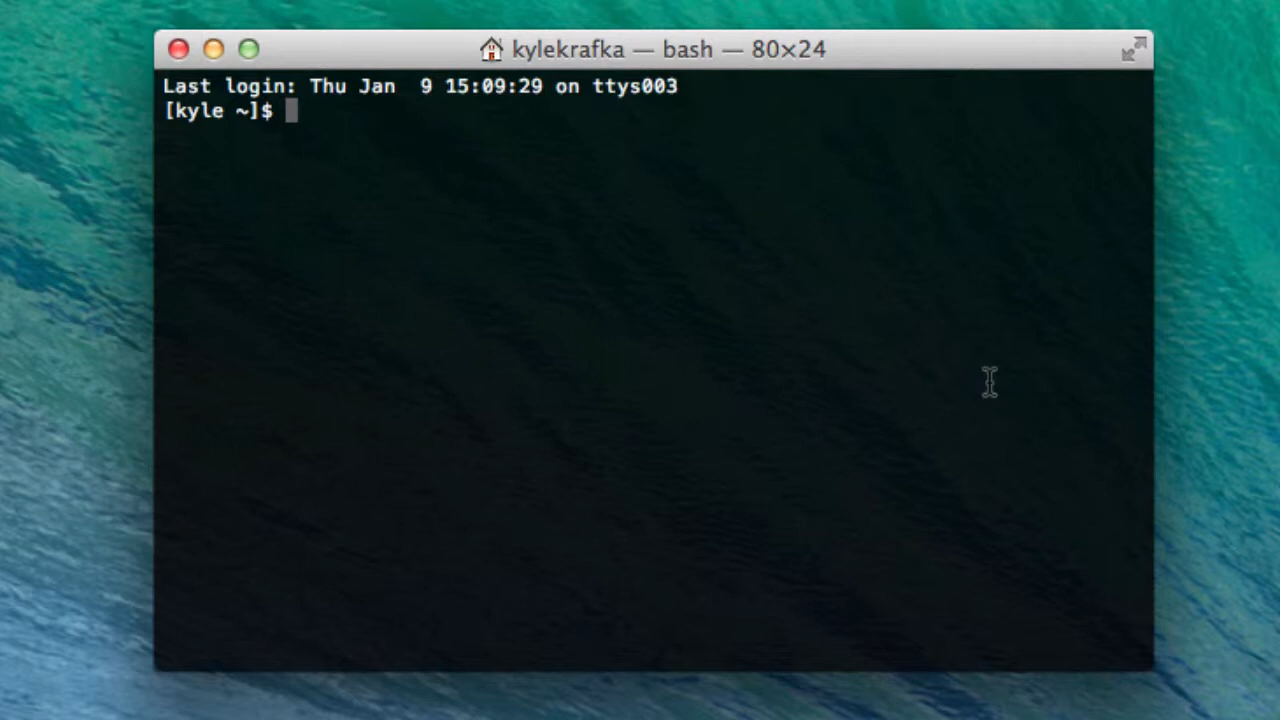 kylekrafka — bash — 80×24
Last login: Thu Jan  9 15:09:29 on ttys003
[kyle ~]$